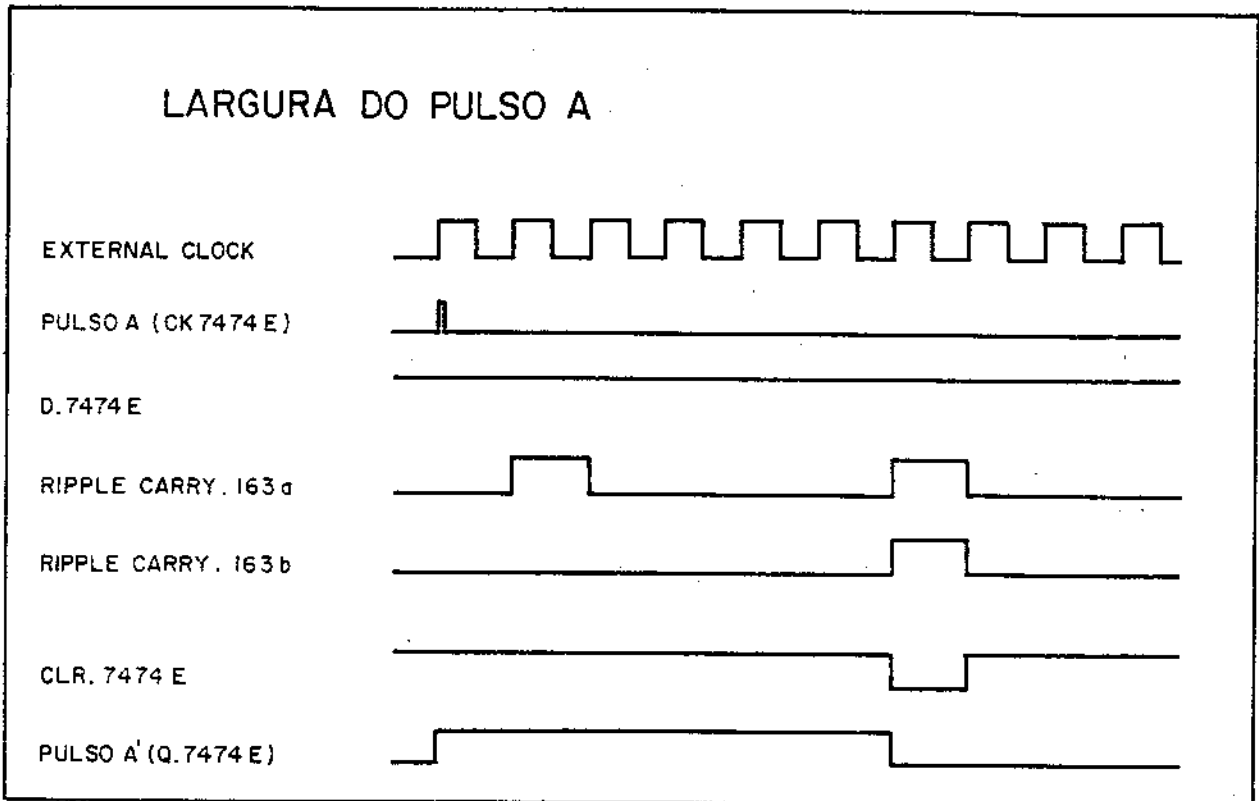 LARGURA DO PULSO A
EXTERNAL CLOCK
PULSO A (CK 7474 E)
D. 7474 E
RIPPLE CARRY. 163 a
RIPPLE CARRY. 163 b
CLR. 7474 E
PULSO A' (Q. 7474 E)